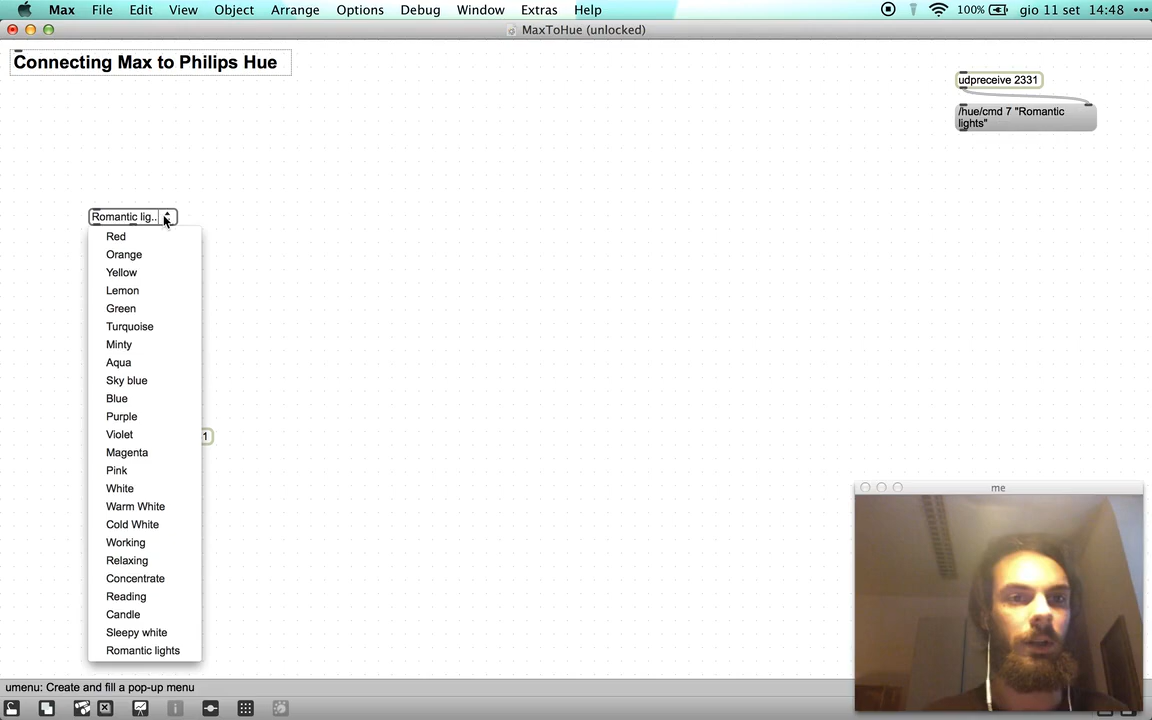 Max File Edit View Object Arrange Options Debug Window Extras Help 100% gio 11 set 14:48
MaxToHue (unlocked)
Connecting Max to Philips Hue
udpreceive 2331
/hue/cmd 7 "Romantic
lights"
Romantic lig..
Red
Orange
Yellow
Lemon
Green
Turquoise
Minty
Aqua
Sky blue
Blue
Purple
Violet
1
Magenta
Pink
White
Warm White
Cold White
Working
Relaxing
Concentrate
Reading
Candle
Sleepy white
Romantic lights
me
umenu: Create and fill a pop-up menu